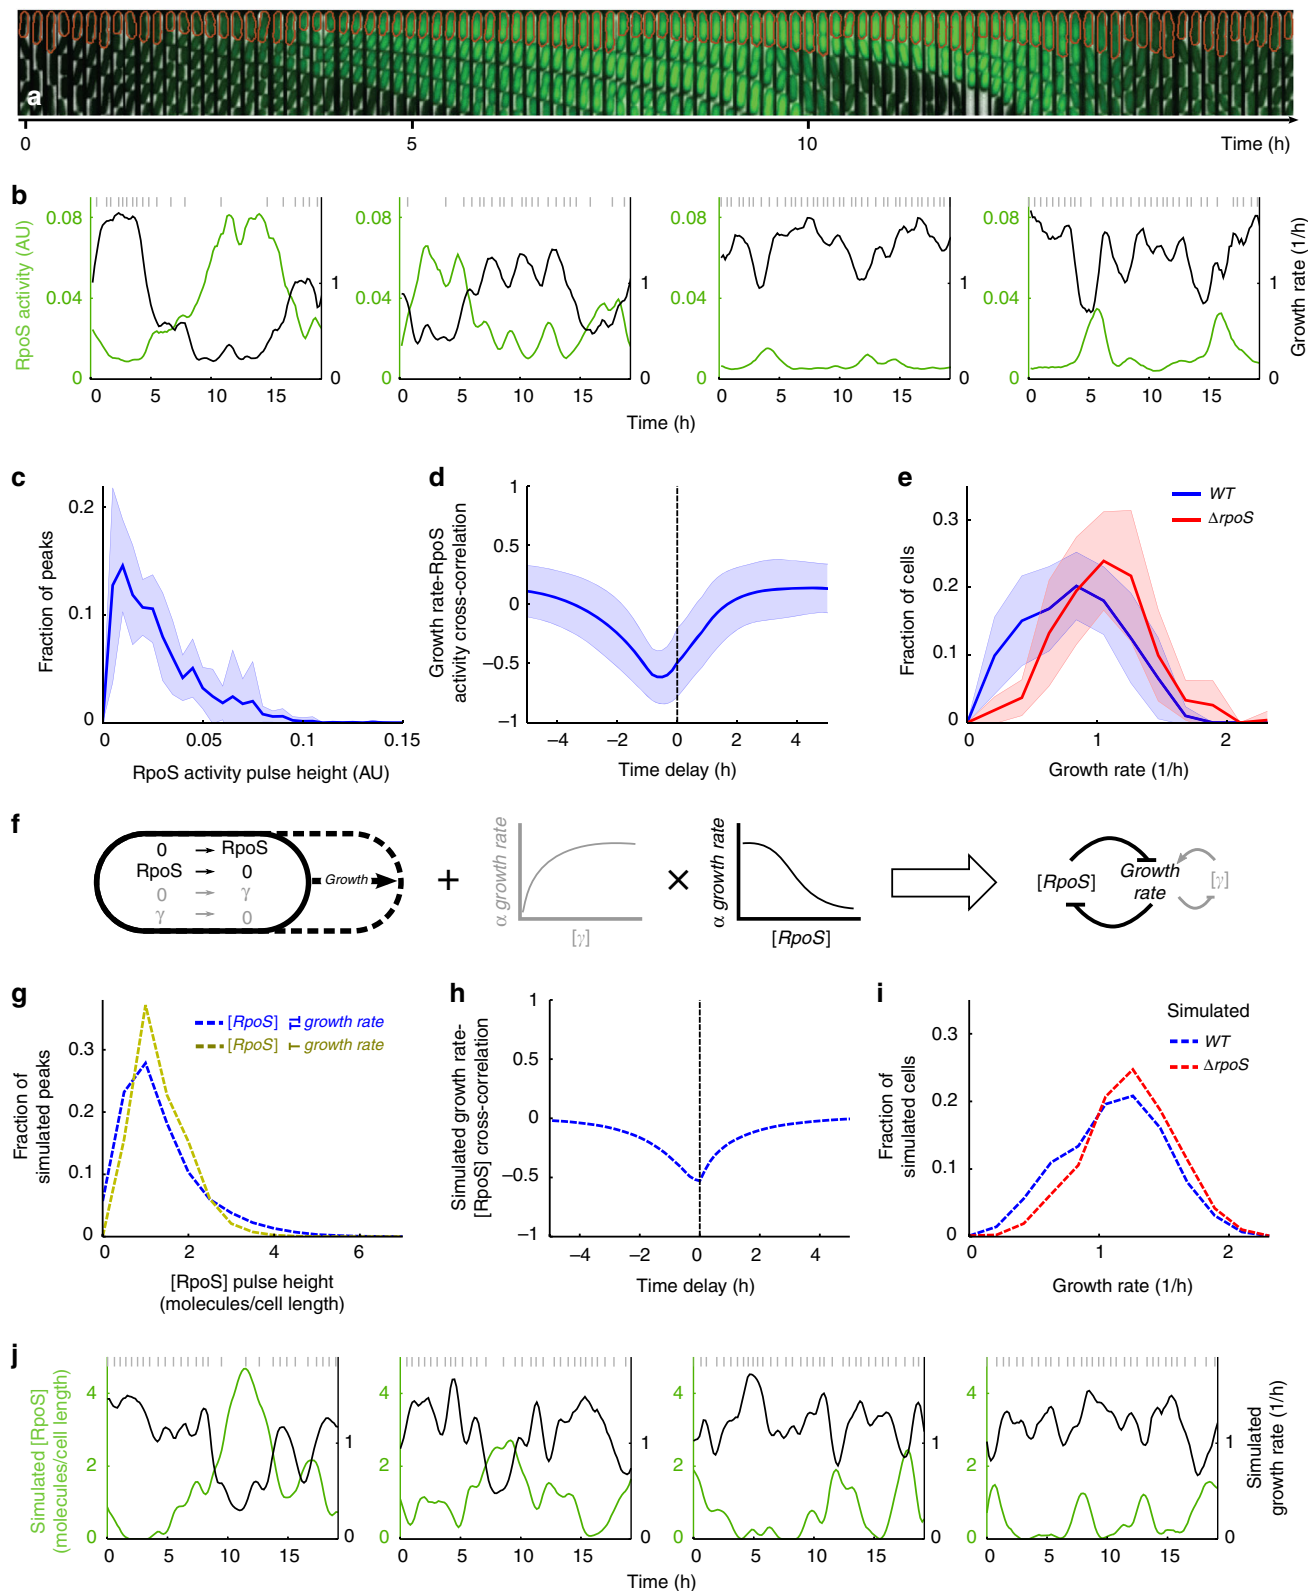 a
0 5 10 Time (h)
b
RpoS activity (AU)
0.08 0.08 0.08 0.08
0.04 0.04 0.04 0.04
0 0 0 0
1 1 1 1
0 0 0 0
Growth rate (1/h)
0 5 10 15 0 5 10 15 0 5 10 15 0 5 10 15
Time (h)
c
Fraction of peaks
0.2
0.1
0
0 0.05 0.1 0.15
RpoS activity pulse height (AU)
d
Growth rate-RpoS
activity cross-correlation
1
0.5
0
−0.5
−1
−4 −2 0 2 4
Time delay (h)
e
Fraction of cells
0.3
0.2
0.1
0
WT
ΔrpoS
0 1 2
Growth rate (1/h)
f
0 → RpoS
RpoS → 0
0 → γ
γ → 0
Growth
+
α growth rate
[γ]
×
α growth rate
[RpoS]
[RpoS] Growth
rate
[γ]
g
Fraction of
simulated peaks
0.3
0.2
0.1
0
[RpoS] growth rate
[RpoS] growth rate
0 2 4 6
[RpoS] pulse height
(molecules/cell length)
h
Simulated growth rate-
[RpoS] cross-correlation
1
0.5
0
−0.5
−1
−4 −2 0 2 4
Time delay (h)
i
Fraction of
simulated cells
0.3
0.2
0.1
0
Simulated
WT
ΔrpoS
0 1 2
Growth rate (1/h)
j
Simulated [RpoS]
(molecules/cell length)
4 4 4 4
2 2 2 2
0 0 0 0
1 1 1 1
0 0 0 0
Simulated
growth rate (1/h)
0 5 10 15 0 5 10 15 0 5 10 15 0 5 10 15
Time (h)